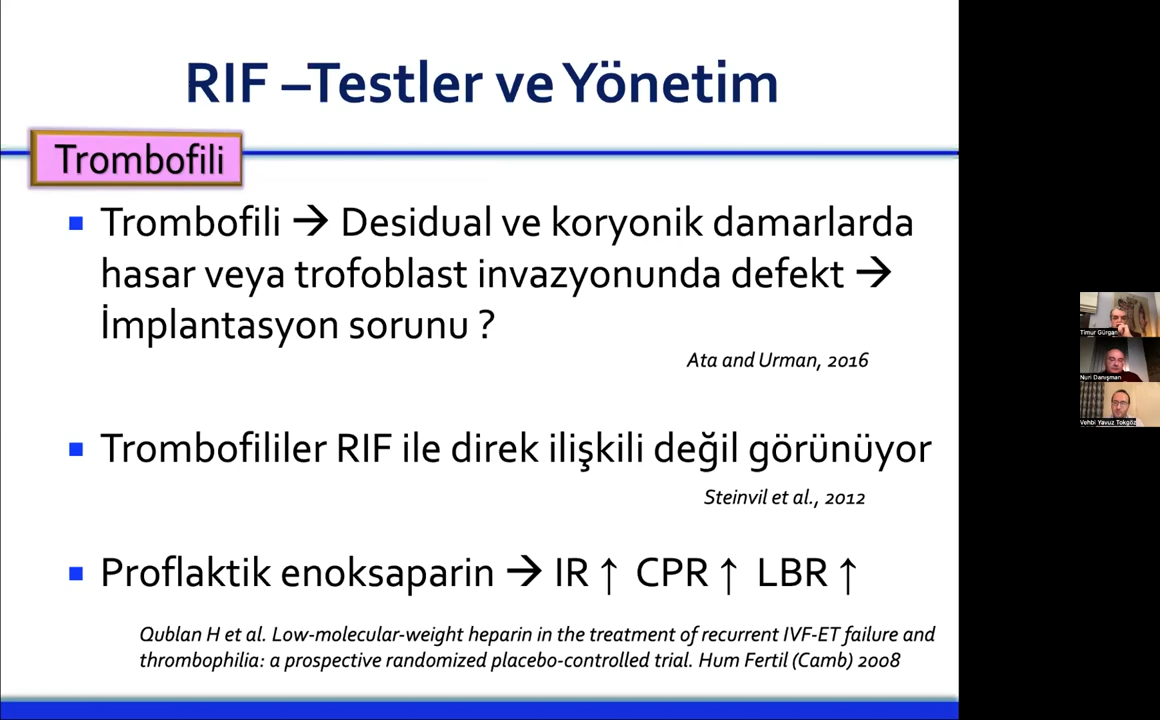 RIF –Testler ve Yönetim
Trombofili
Trombofili → Desidual ve koryonik damarlarda
hasar veya trofoblast invazyonunda defekt →
İmplantasyon sorunu ?
Ata and Urman, 2016
Trombofililer RIF ile direk ilişkili değil görünüyor
Steinvil et al., 2012
Proflaktik enoksaparin → IR ↑ CPR ↑ LBR ↑
Qublan H et al. Low-molecular-weight heparin in the treatment of recurrent IVF-ET failure and
thrombophilia: a prospective randomized placebo-controlled trial. Hum Fertil (Camb) 2008
Timur Gürgan
Nuri Danışman
Vehbi Yavuz Tokgöz